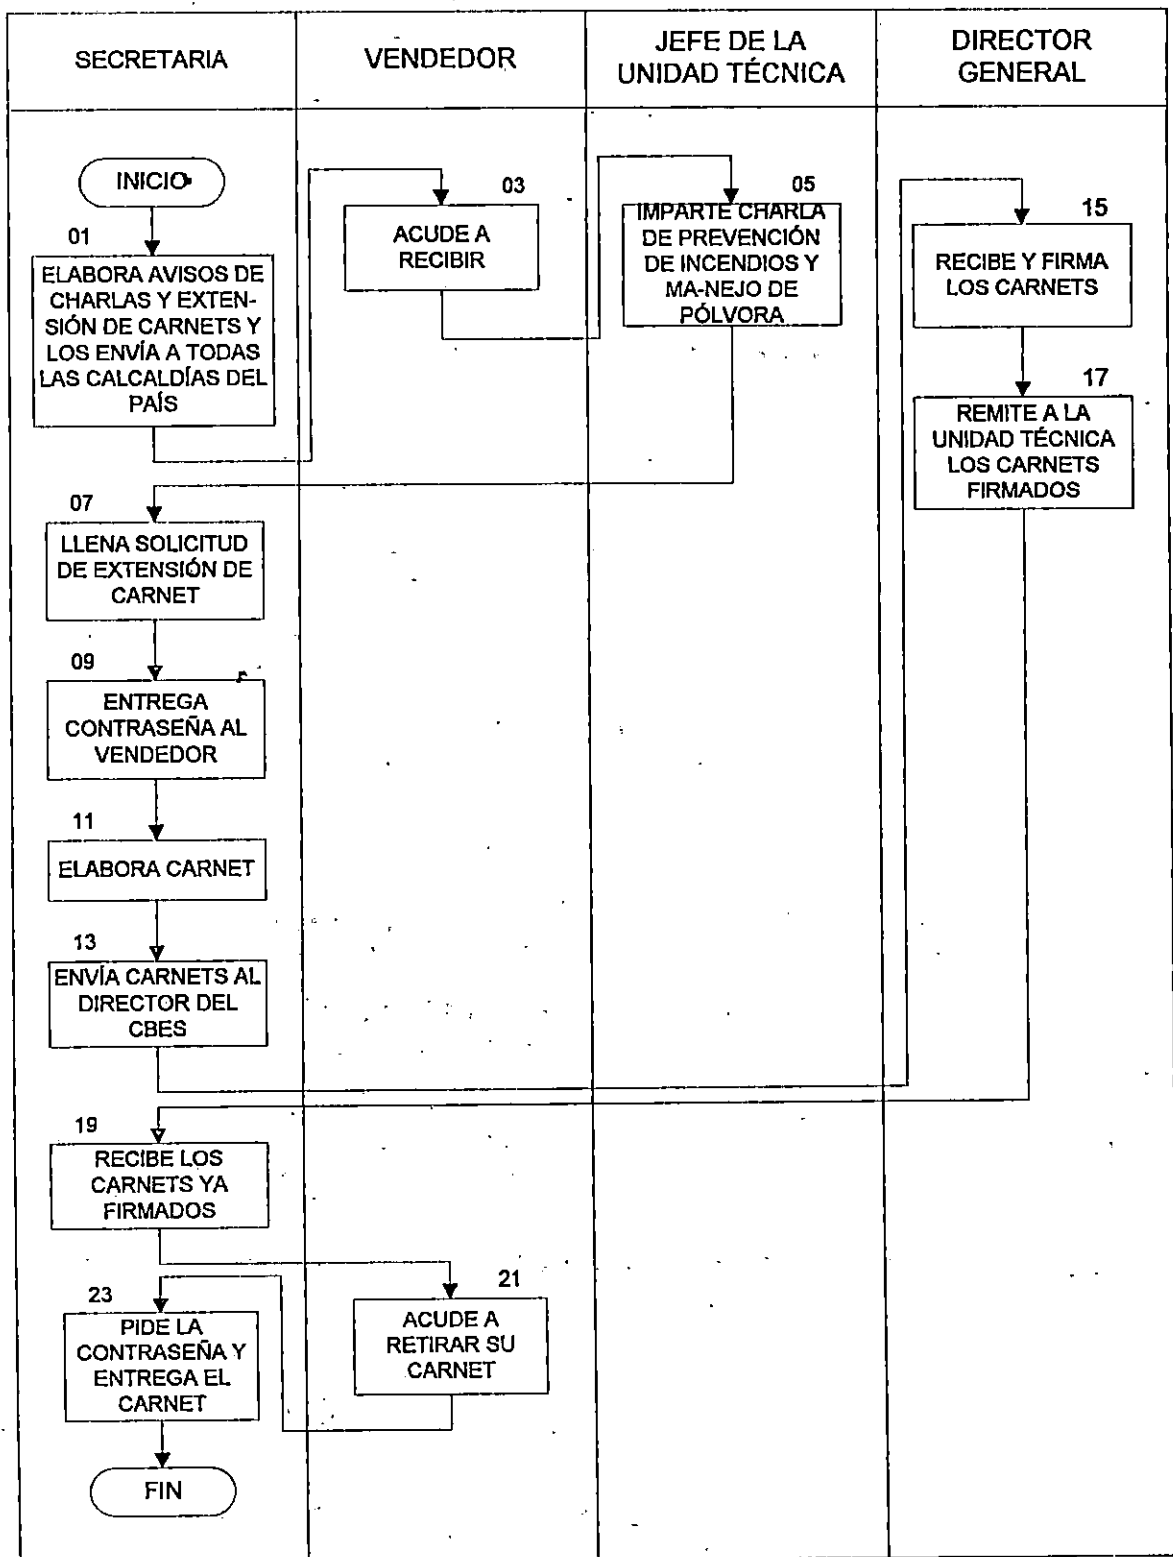 SECRETARIA
VENDEDOR
JEFE DE LA
UNIDAD TÉCNICA
DIRECTOR
GENERAL
INICIO
01
ELABORA AVISOS DE
CHARLAS Y EXTEN-
SIÓN DE CARNETS Y
LOS ENVÍA A TODAS
LAS CALCALDÍAS DEL
PAÍS
03
ACUDE A
RECIBIR
05
IMPARTE CHARLA
DE PREVENCIÓN
DE INCENDIOS Y
MA-NEJO DE
PÓLVORA
07
LLENA SOLICITUD
DE EXTENSIÓN DE
CARNET
09
ENTREGA
CONTRASEÑA AL
VENDEDOR
11
ELABORA CARNET
13
ENVÍA CARNETS AL
DIRECTOR DEL
CBES
15
RECIBE Y FIRMA
LOS CARNETS
17
REMITE A LA
UNIDAD TÉCNICA
LOS CARNETS
FIRMADOS
19
RECIBE LOS
CARNETS YA
FIRMADOS
21
ACUDE A
RETIRAR SU
CARNET
23
PIDE LA
CONTRASEÑA Y
ENTREGA EL
CARNET
FIN